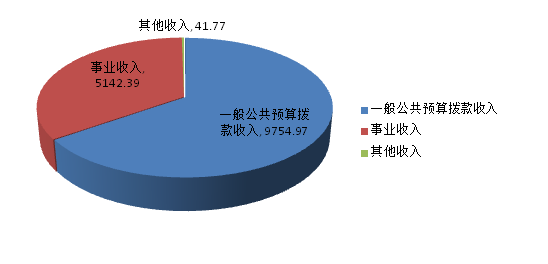 其他收入, 41.77
事业收入,
5142.39
一般公共预算拨
款收入, 9754.97
一般公共预算拨款收入
事业收入
其他收入